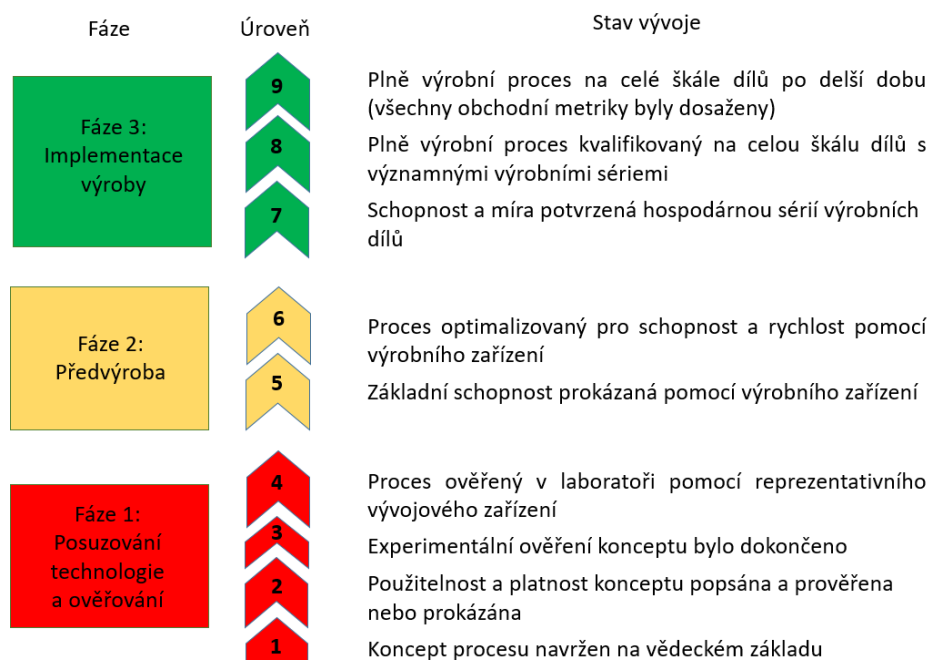 Fáze
Úroveň
Stav vývoje
Fáze 3:
Implementace
výroby
9
Plně výrobní proces na celé škále dílů po delší dobu
(všechny obchodní metriky byly dosaženy)
8
Plně výrobní proces kvalifikovaný na celou škálu dílů s
významnými výrobními sériemi
7
Schopnost a míra potvrzená hospodárnou sérií výrobních
dílů
Fáze 2:
Předvýroba
6
Proces optimalizovaný pro schopnost a rychlost pomocí
výrobního zařízení
5
Základní schopnost prokázaná pomocí výrobního zařízení
Fáze 1:
Posuzování
technologie
a ověřování
4
Proces ověřený v laboratoři pomocí reprezentativního
vývojového zařízení
3
Experimentální ověření konceptu bylo dokončeno
2
Použitelnost a platnost konceptu popsána a prověřena
nebo prokázána
1
Koncept procesu navržen na vědeckém základu